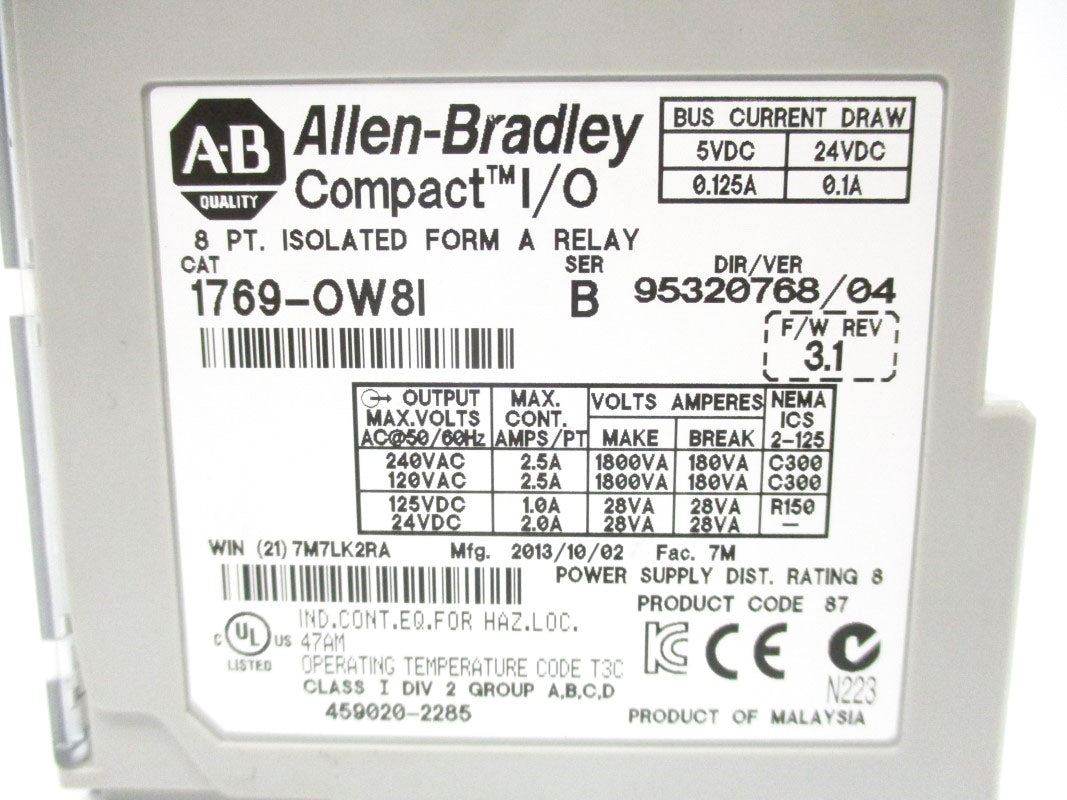 A-B
QUALITY
Allen-Bradley
Compact™ I/O
BUS CURRENT DRAW
5VDC 24VDC
0.125A 0.1A
8 PT. ISOLATED FORM A RELAY
CAT SER DIR/VER
1769-OW8I B 95320768/04
F/W REV
3.1
OUTPUT MAX. VOLTS AMPERES NEMA
MAX.VOLTS CONT. ICS
AC@50/60Hz AMPS/PT MAKE BREAK 2-125
240VAC 2.5A 1800VA 180VA C300
120VAC 2.5A 1800VA 180VA C300
125VDC 1.0A 28VA 28VA R150
24VDC 2.0A 28VA 28VA —
WIN (21) 7M7LK2RA Mfg. 2013/10/02 Fac. 7M
POWER SUPPLY DIST. RATING 8
PRODUCT CODE 87
C UL US
LISTED
IND.CONT.EQ.FOR HAZ.LOC.
47AM
OPERATING TEMPERATURE CODE T3C
CLASS I DIV 2 GROUP A,B,C,D
459020-2285
KC CE
N223
PRODUCT OF MALAYSIA